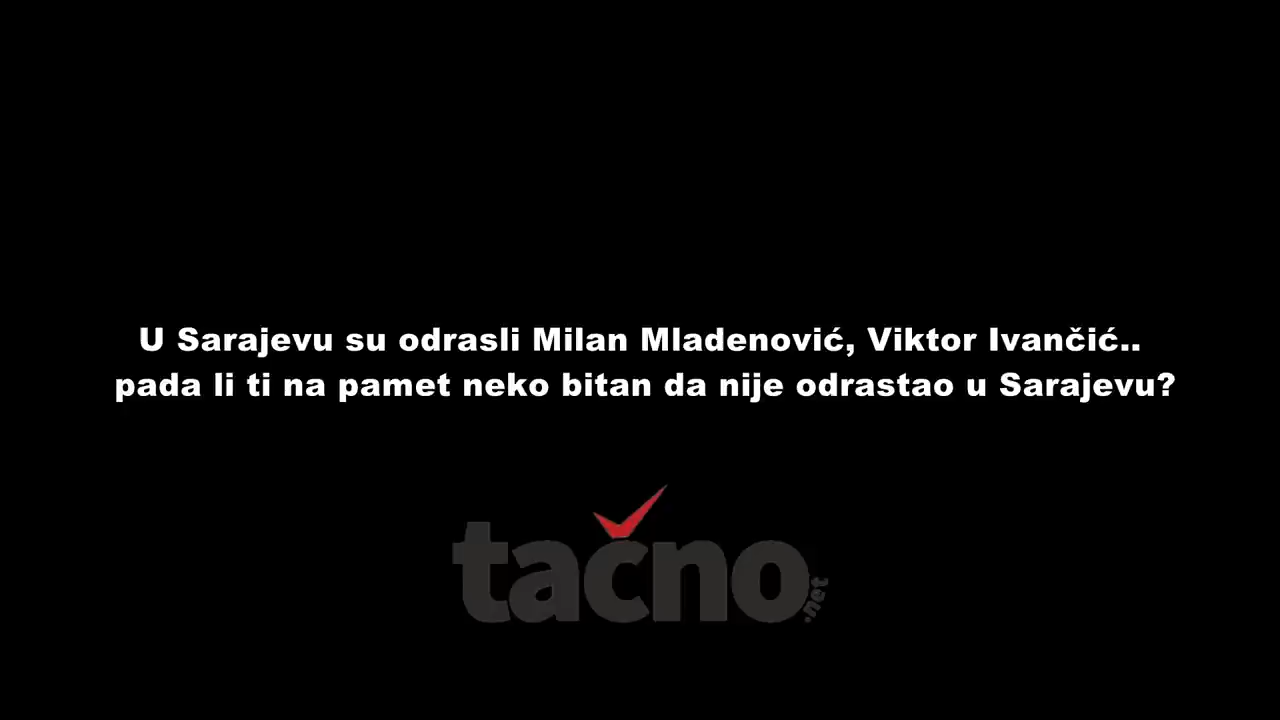 U Sarajevu su odrasli Milan Mladenović, Viktor Ivančić..
pada li ti na pamet neko bitan da nije odrastao u Sarajevu?
tačno
.net